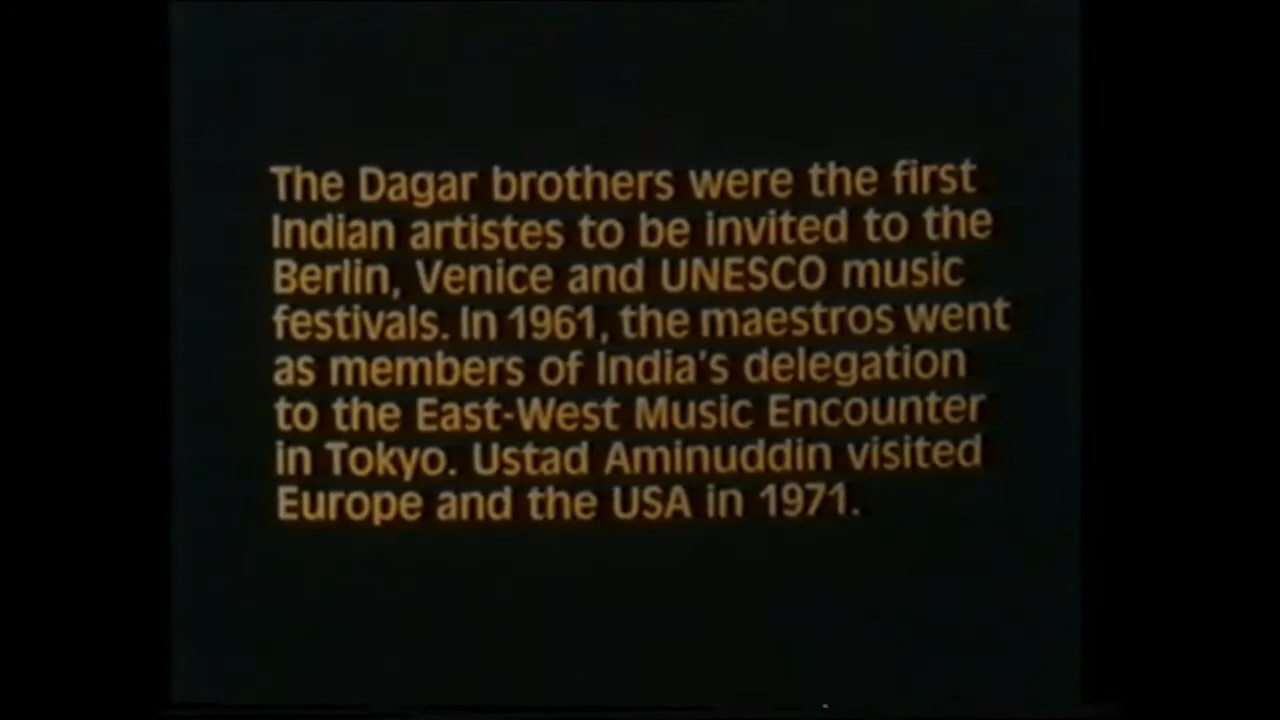 The Dagar brothers were the first
Indian artistes to be invited to the
Berlin, Venice and UNESCO music
festivals. In 1961, the maestros went
as members of India's delegation
to the East-West Music Encounter
in Tokyo. Ustad Aminuddin visited
Europe and the USA in 1971.